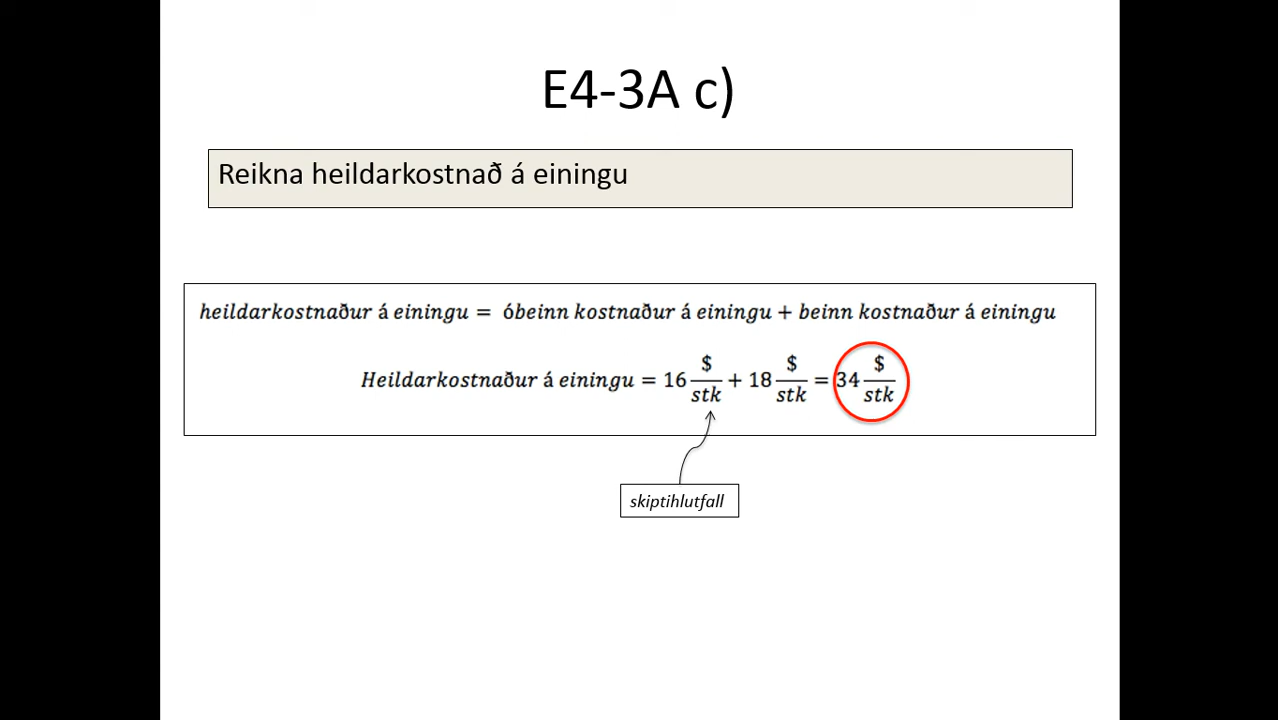 E4-3A c)
Reikna heildarkostnað á einingu
heildarkostnaður á einingu = óbeinn kostnaður á einingu + beinn kostnaður á einingu
Heildarkostnaður á einingu = 16 $/stk + 18 $/stk = 34 $/stk
skiptihlutfall